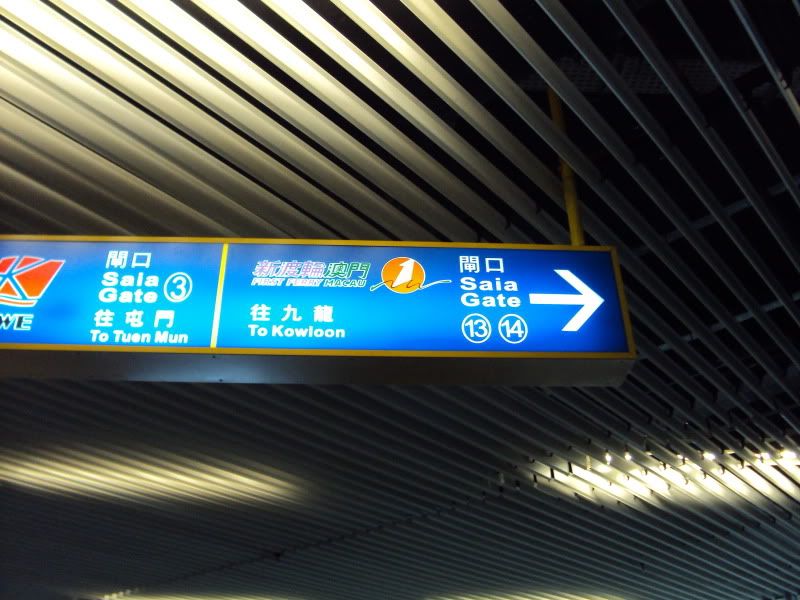 閘口
Saia
Gate ③
往屯門
To Tuen Mun
新渡輪澳門
FIRST FERRY MACAU
1
往九龍
To Kowloon
閘口
Saia
Gate
⑬ ⑭